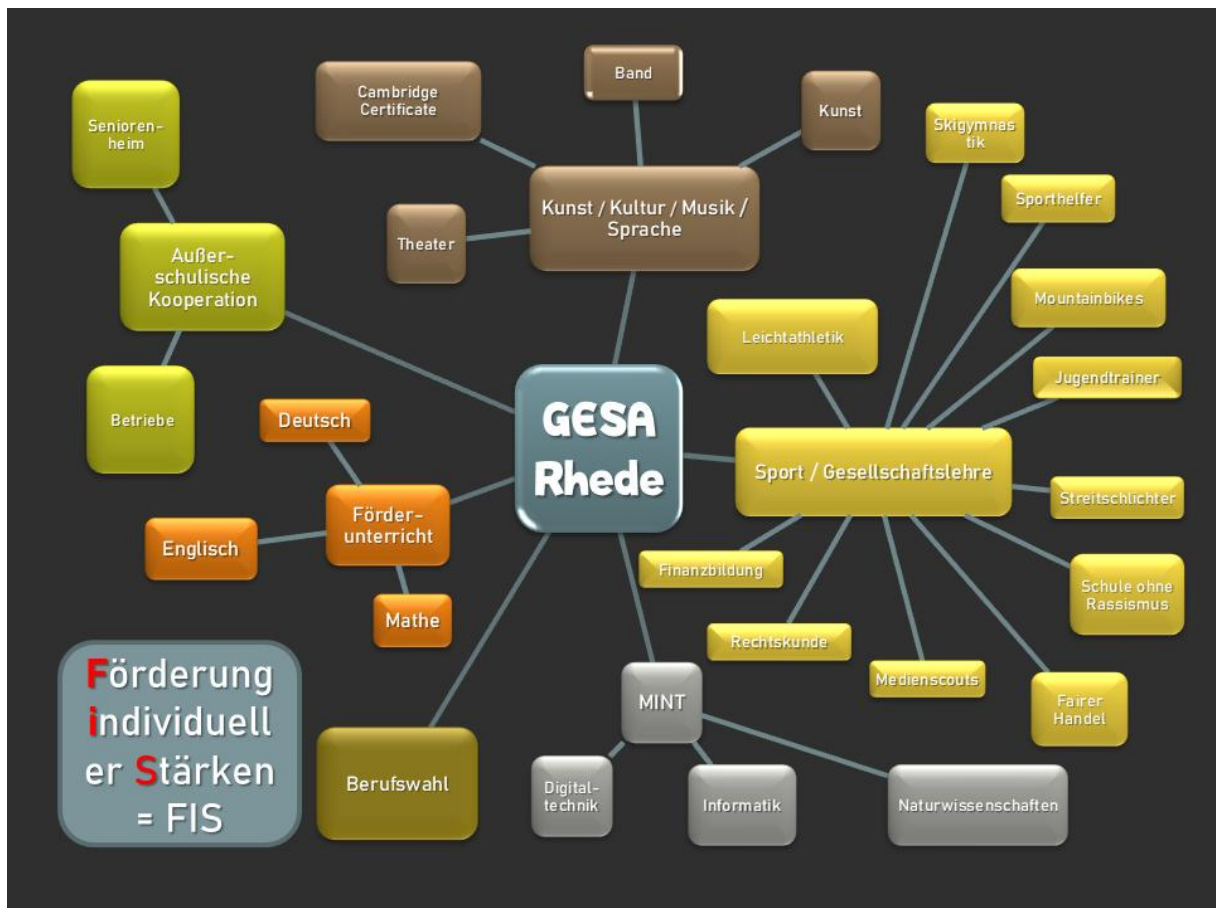 Band
Cambridge
Certificate
Kunst
Senioren-
heim
Skigymnas
tik
Sporthelfer
Kunst / Kultur / Musik /
Sprache
Theater
Außer-
schulische
Kooperation
Mountainbikes
Leichtathletik
Jugendtrainer
Betriebe
Deutsch
GESA
Rhede
Sport / Gesellschaftslehre
Streitschlichter
Förder-
unterricht
Englisch
Finanzbildung
Schule ohne
Rassismus
Mathe
Rechtskunde
Medienscouts
Fairer
Handel
MINT
Förderung
individuell
er Stärken
= FIS
Berufswahl
Digital-
technik
Informatik
Naturwissenschaften